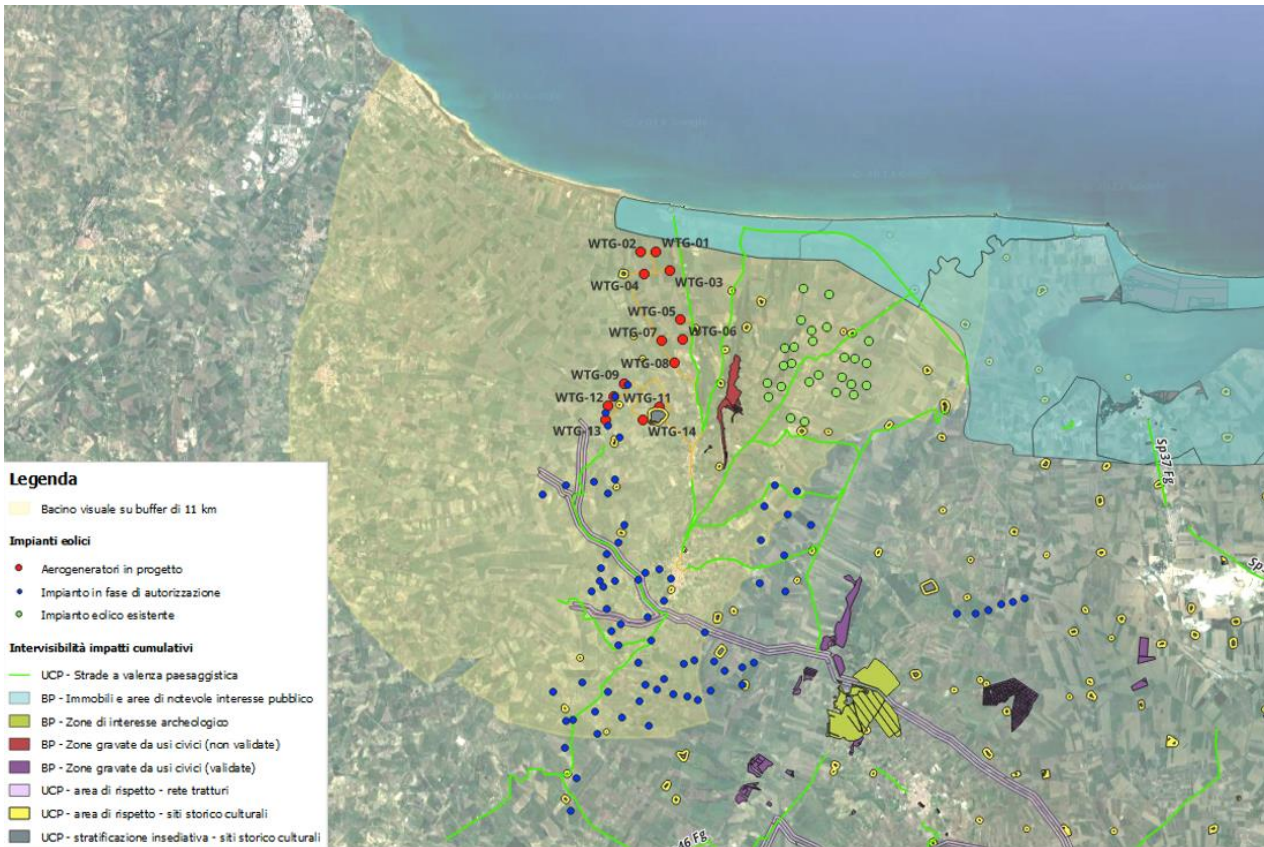 WTG-02
WTG-01
WTG-04
WTG-03
WTG-05
WTG-07
WTG-06
WTG-08
WTG-09
WTG-12
WTG-11
WTG-13
WTG-14
Sp37 Fg
46 Fg
Legenda
Bacino visuale su buffer di 11 km
Impianti eolici
Aerogeneratori in progetto
Impianto in fase di autorizzazione
Impianto eolico esistente
Intervisibilità impatti cumulativi
UCP - Strade a valenza paesaggistica
BP - Immobili e aree di notevole interesse pubblico
BP - Zone di interesse archeologico
BP - Zone gravate da usi civici (non validate)
BP - Zone gravate da usi civici (validate)
UCP - area di rispetto - rete tratturi
UCP - area di rispetto - siti storico culturali
UCP - stratificazione insediativa - siti storico culturali